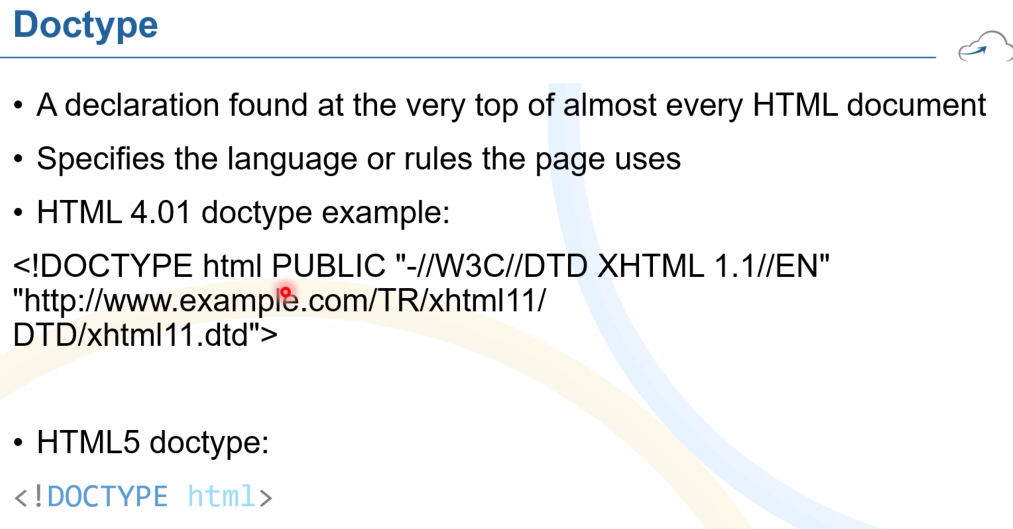 Doctype
• A declaration found at the very top of almost every HTML document
• Specifies the language or rules the page uses
• HTML 4.01 doctype example:
<!DOCTYPE html PUBLIC "-//W3C//DTD XHTML 1.1//EN"
"http://www.example.com/TR/xhtml11/
DTD/xhtml11.dtd">
• HTML5 doctype:
<!DOCTYPE html>